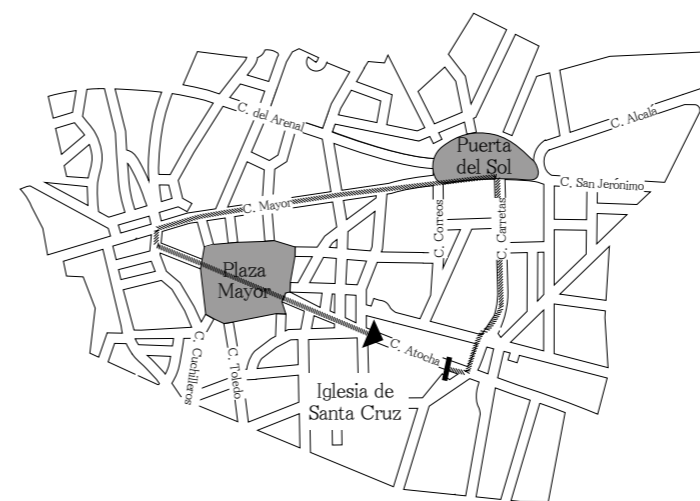 C. del Arenal
Puerta
del Sol
C. Alcalá
C. San Jerónimo
C. Mayor
C. Correos
C. Carretas
Plaza
Mayor
C. Cuchilleros
C. Toledo
C. Atocha
Iglesia de
Santa Cruz